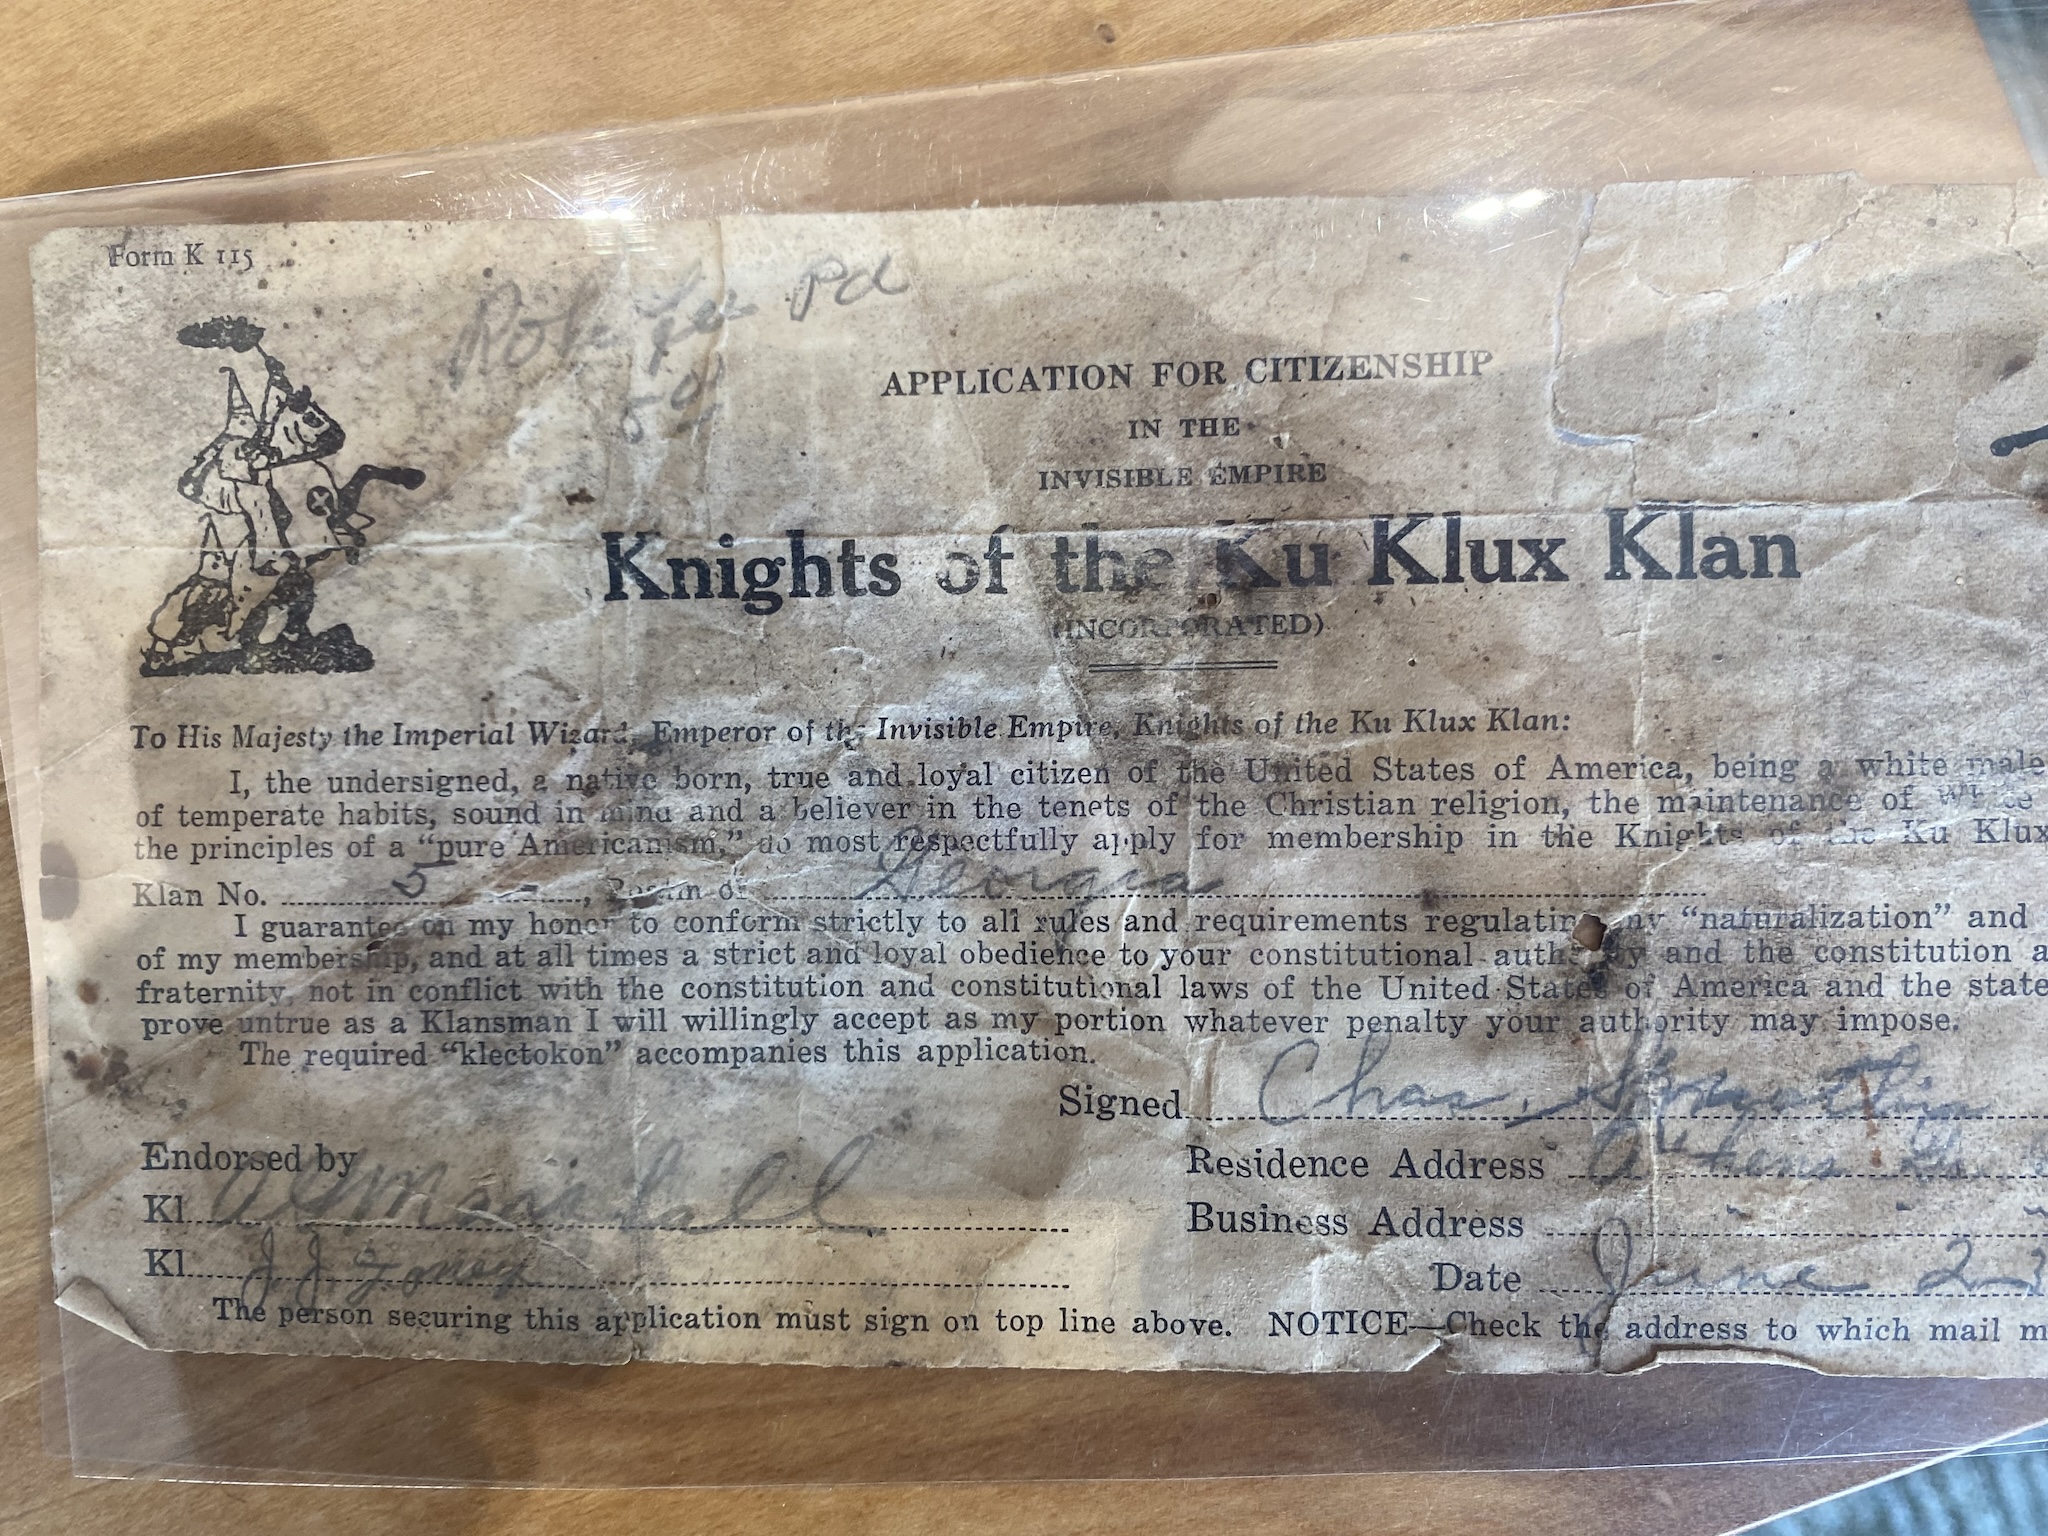 Form K 115
Pd
APPLICATION FOR CITIZENSHIP
IN THE
INVISIBLE EMPIRE
Knights of the Ku Klux Klan
(INCORPORATED)
To His Majesty the Imperial Wizard, Emperor of the Invisible Empire, Knights of the Ku Klux Klan:
I, the undersigned, a native born, true and loyal citizen of the United States of America, being a white male
of temperate habits, sound in mind and a believer in the tenets of the Christian religion, the maintenance of White
the principles of a "pure Americanism," do most respectfully apply for membership in the Knights of the Ku Klux
Klan No. 5, Realm of Georgia
I guarantee on my honor to conform strictly to all rules and requirements regulating my "naturalization" and
of my membership, and at all times a strict and loyal obedience to your constitutional authority and the constitution a
fraternity, not in conflict with the constitution and constitutional laws of the United States of America and the state
prove untrue as a Klansman I will willingly accept as my portion whatever penalty your authority may impose.
The required "klectokon" accompanies this application.
Signed Chas.
Endorsed by
Residence Address Athens Ga
Kl. Marshall
Business Address " " "
Kl. J. J.
Date June 23
The person securing this application must sign on top line above. NOTICE—Check the address to which mail m